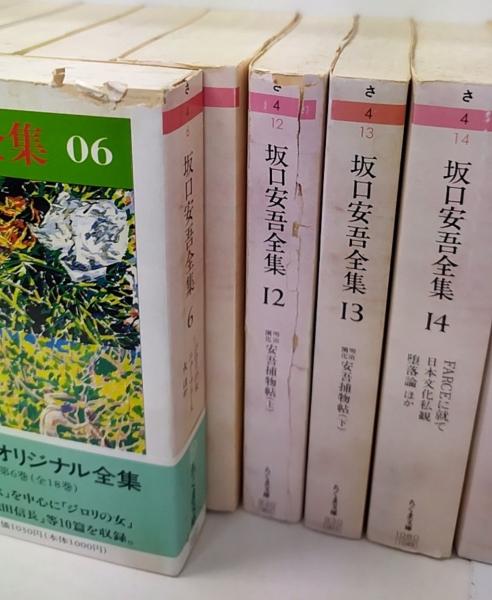 全集 06
オリジナル全集
第6巻(全18巻)
を中心に「ジロリの女」
田信長」等10篇を収録。
価1030円(本体1000円)
坂口安吾全集 6
ちくま文庫
さ
4
12
坂口安吾全集 12
明治開化 安吾捕物帖(上)
ちくま文庫
さ
4
13
坂口安吾全集 13
明治開化 安吾捕物帖(下)
ちくま文庫
さ
4
14
坂口安吾全集 14
FARCEに就て
日本文化私観
堕落論 ほか
ちくま文庫